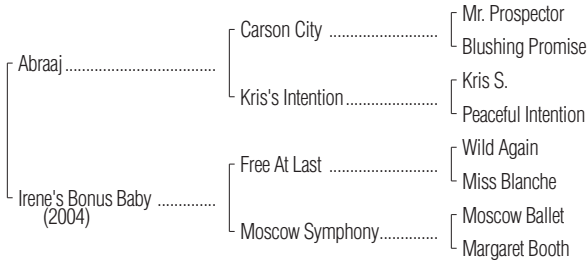 Mr. Prospector
Carson City
Blushing Promise
Abraaj
Kris S.
Kris's Intention
Peaceful Intention
Wild Again
Free At Last
Miss Blanche
Irene's Bonus Baby
(2004)
Moscow Ballet
Moscow Symphony
Margaret Booth